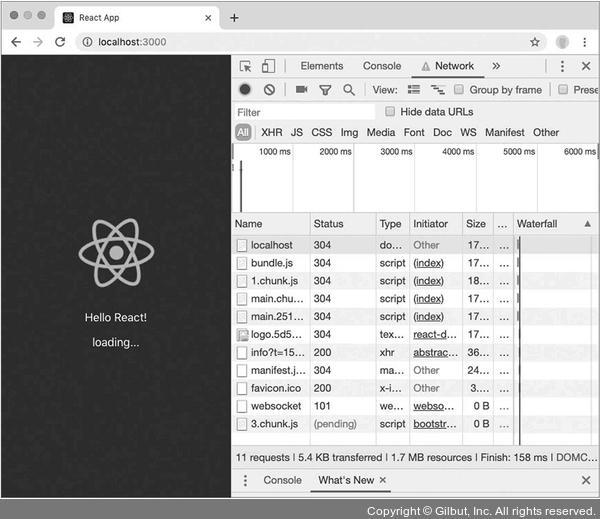 React App
localhost:3000
Elements Console Network
View: Group by frame Prese
Filter Hide data URLs
All XHR JS CSS Img Media Font Doc WS Manifest Other
1000 ms 2000 ms 3000 ms 4000 ms 5000 ms 6000 ms
Name Status Type Initiator Size ... Waterfall
localhost 304 do... Other 17... ...
bundle.js 304 script (index) 17... ...
1.chunk.js 304 script (index) 18... ...
main.chu... 304 script (index) 17... ...
main.251... 304 script (index) 17... ...
logo.5d5... 304 tex... react-d... 17... ...
info?t=15... 200 xhr abstrac... 36... ...
manifest.j... 304 ma... Other 24... ...
favicon.ico 200 x-i... Other 3.... ...
websocket 101 we... webso... 0 B ...
3.chunk.js (pending) script bootstr... 0 B ...
Hello React!
loading...
11 requests | 5.4 KB transferred | 1.7 MB resources | Finish: 158 ms | DOMC...
Console What's New
Copyright © Gilbut, Inc. All rights reserved.